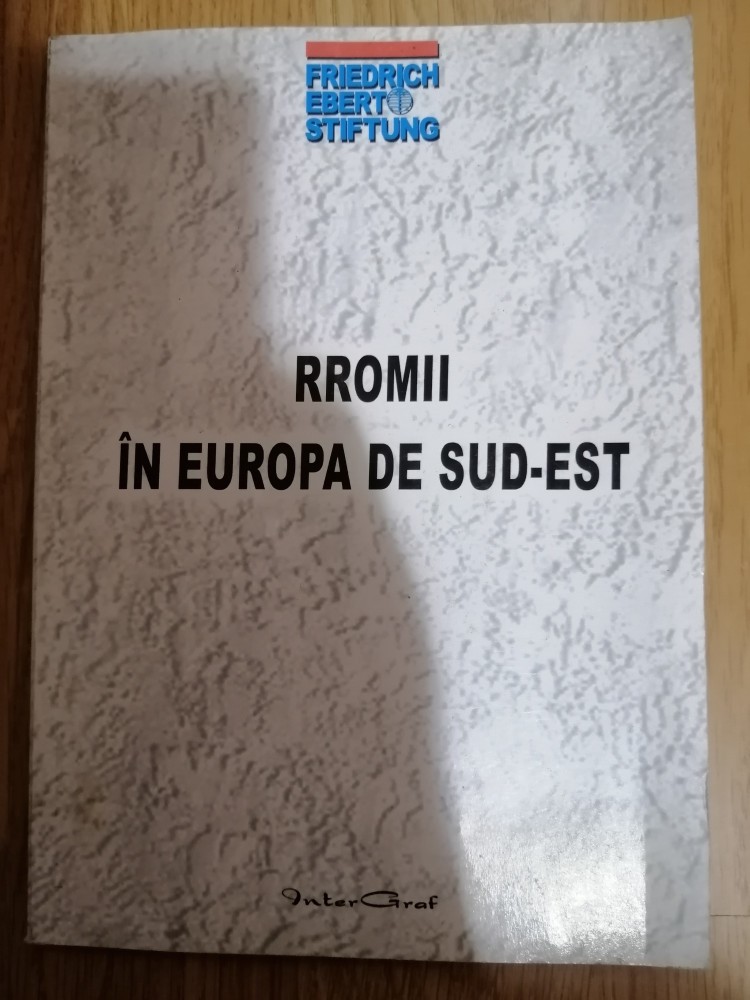 FRIEDRICH
EBERT
STIFTUNG
RROMII
ÎN EUROPA DE SUD-EST
InterGraf